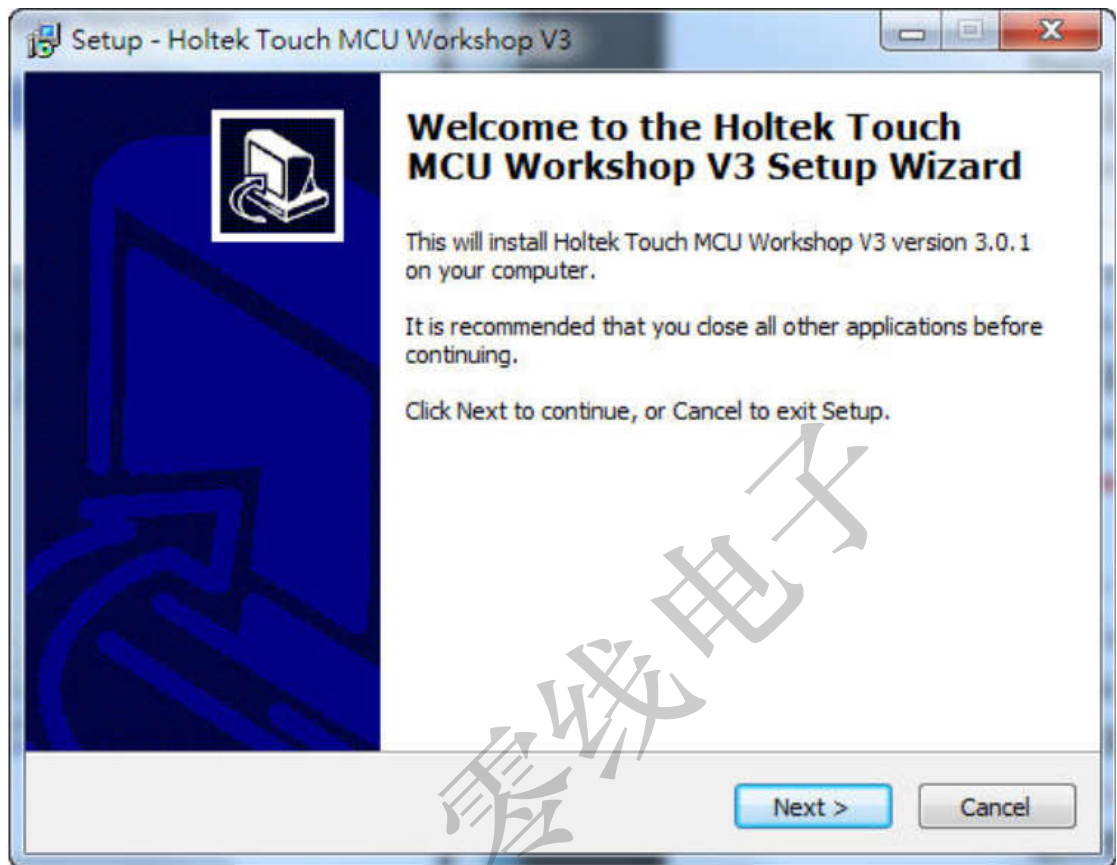 Setup - Holtek Touch MCU Workshop V3
Welcome to the Holtek Touch
MCU Workshop V3 Setup Wizard
This will install Holtek Touch MCU Workshop V3 version 3.0.1
on your computer.
It is recommended that you close all other applications before
continuing.
Click Next to continue, or Cancel to exit Setup.
线电子
Next >
Cancel